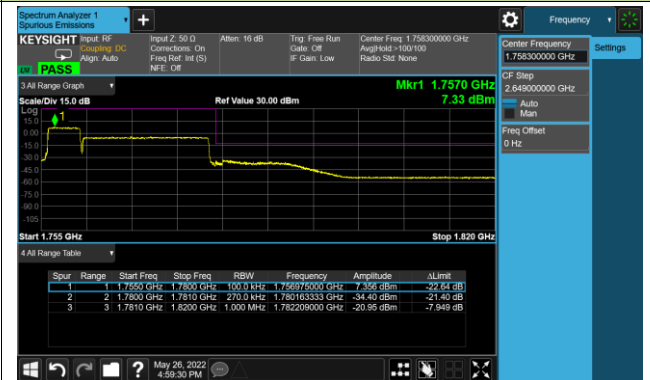 Spectrum Analyzer 1
Spurious Emissions
Frequency
KEYSIGHT
Input: RF
Coupling: DC
Align: Auto
Input Z: 50 Ω
Corrections: On
Freq Ref: Int (S)
NFE: Off
Atten: 16 dB
Trig: Free Run
Gate: Off
IF Gain: Low
Center Freq: 1.758300000 GHz
Avg|Hold:>100/100
Radio Std: None
PASS
Center Frequency
1.758300000 GHz
Settings
CF Step
2.649000000 GHz
Auto
Man
Freq Offset
0 Hz
3 All Range Graph
Mkr1 1.7570 GHz
Scale/Div 15.0 dB
Ref Value 30.00 dBm
7.33 dBm
Log
15.0
0.00
-15.0
-30.0
-45.0
-60.0
-75.0
-90.0
-105
1
Start 1.755 GHz
Stop 1.820 GHz
4 All Range Table
Spur Range Start Freq Stop Freq RBW Frequency Amplitude ΔLimit
1 1 1.7550 GHz 1.7800 GHz 100.0 kHz 1.756975000 GHz 7.356 dBm -22.64 dB
2 2 1.7800 GHz 1.7810 GHz 270.0 kHz 1.780163333 GHz -34.40 dBm -21.40 dB
3 3 1.7810 GHz 1.8200 GHz 1.000 MHz 1.782209000 GHz -20.95 dBm -7.949 dB
May 26, 2022
4:59:30 PM